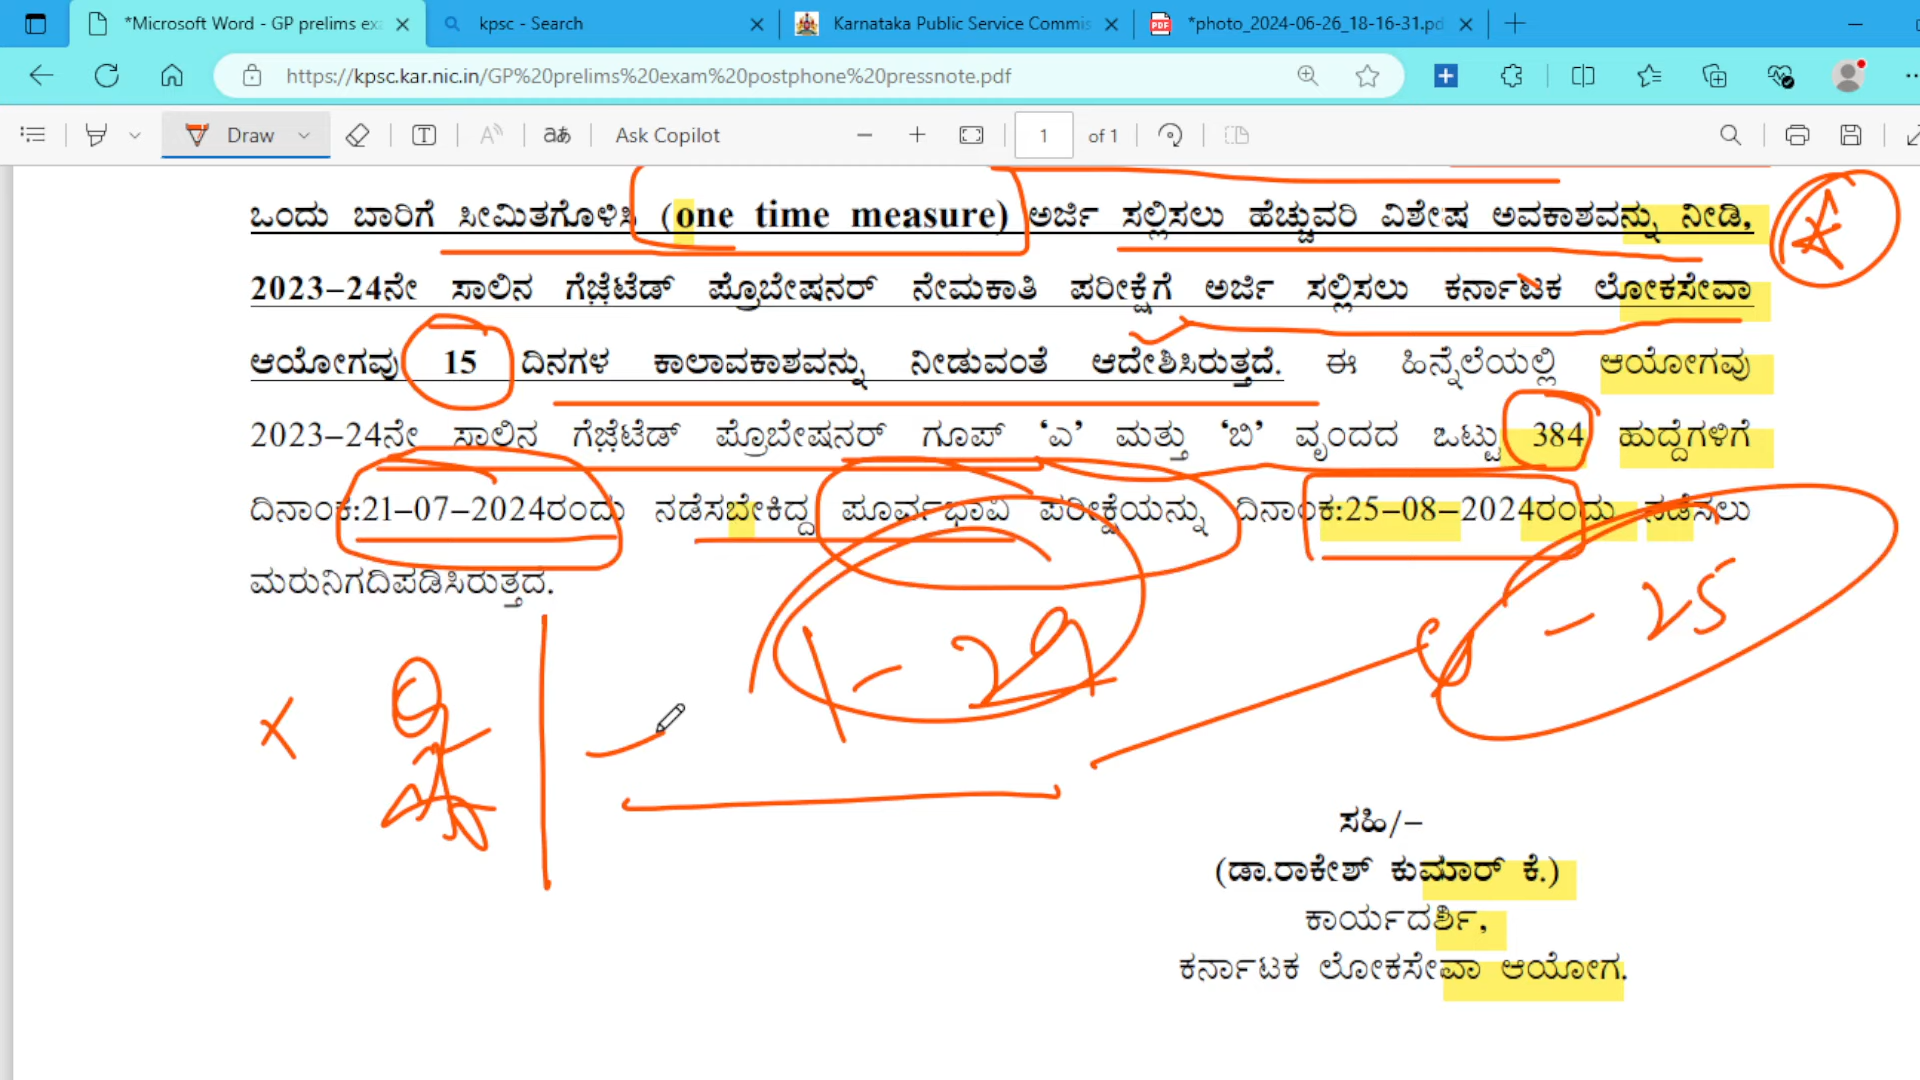 *Microsoft Word - GP prelims exa
kpsc - Search
Karnataka Public Service Commis
*photo_2024-06-26_18-16-31.pd
https://kpsc.kar.nic.in/GP%20prelims%20exam%20postphone%20pressnote.pdf
Draw
Ask Copilot
1 of 1
ಒಂದು ಬಾರಿಗೆ ಸೀಮಿತಗೊಳಿಸಿ (one time measure) ಅರ್ಜಿ ಸಲ್ಲಿಸಲು ಹೆಚ್ಚುವರಿ ವಿಶೇಷ ಅವಕಾಶವನ್ನು ನೀಡಿ,
2023–24ನೇ ಸಾಲಿನ ಗೆಜೆಟೆಡ್ ಪ್ರೊಬೇಷನರ್ ನೇಮಕಾತಿ ಪರೀಕ್ಷೆಗೆ ಅರ್ಜಿ ಸಲ್ಲಿಸಲು ಕರ್ನಾಟಕ ಲೋಕಸೇವಾ
ಆಯೋಗವು 15 ದಿನಗಳ ಕಾಲಾವಕಾಶವನ್ನು ನೀಡುವಂತೆ ಆದೇಶಿಸಿರುತ್ತದೆ. ಈ ಹಿನ್ನೆಲೆಯಲ್ಲಿ ಆಯೋಗವು
2023–24ನೇ ಸಾಲಿನ ಗೆಜೆಟೆಡ್ ಪ್ರೊಬೇಷನರ್ ಗೂಪ್ ‘ಎ’ ಮತ್ತು ‘ಬಿ’ ವೃಂದದ ಒಟ್ಟು 384 ಹುದ್ದೆಗಳಿಗೆ
ದಿನಾಂಕ:21–07–2024ರಂದು ನಡೆಸಬೇಕಿದ್ದ ಪೂರ್ವಭಾವಿ ಪರೀಕ್ಷೆಯನ್ನು ದಿನಾಂಕ:25–08–2024ರಂದು ನಡೆಸಲು
ಮರುನಿಗದಿಪಡಿಸಿರುತ್ತದೆ.
– 25
ಸಹಿ/–
(ಡಾ.ರಾಕೇಶ್ ಕುಮಾರ್ ಕೆ.)
ಕಾರ್ಯದರ್ಶಿ,
ಕರ್ನಾಟಕ ಲೋಕಸೇವಾ ಆಯೋಗ.